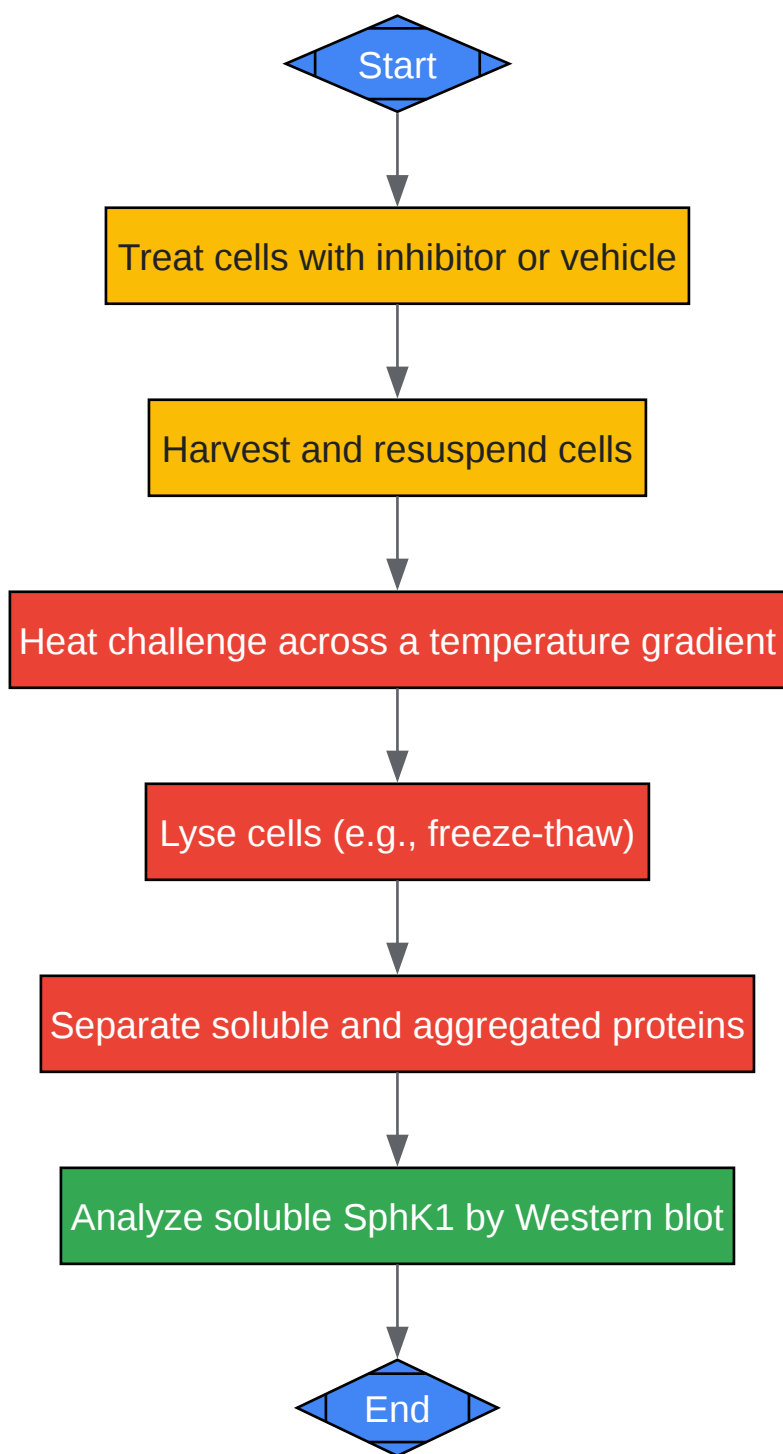 Start
Treat cells with inhibitor or vehicle
Harvest and resuspend cells
Heat challenge across a temperature gradient
Lyse cells (e.g., freeze-thaw)
Separate soluble and aggregated proteins
Analyze soluble SphK1 by Western blot
End